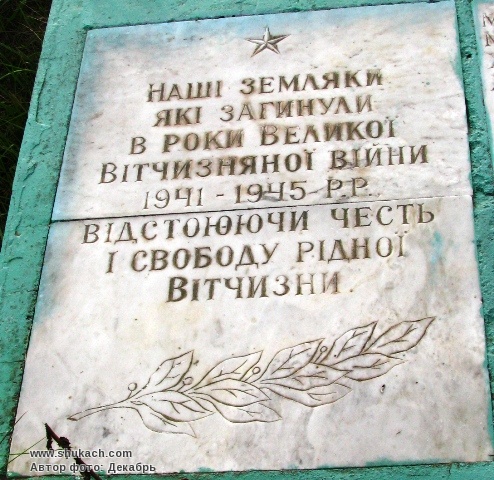 НАШІ ЗЕМЛЯКИ
ЯКІ ЗАГИНУЛИ
В РОКИ ВЕЛИКОЇ
ВІТЧИЗНЯНОЇ ВІЙНИ
1941 - 1945 Р.Р.
ВІДСТОЮЮЧИ ЧЕСТЬ
І СВОБОДУ РІДНОЇ
ВІТЧИЗНИ.
www.shukach.com
Автор фото: Декабрь